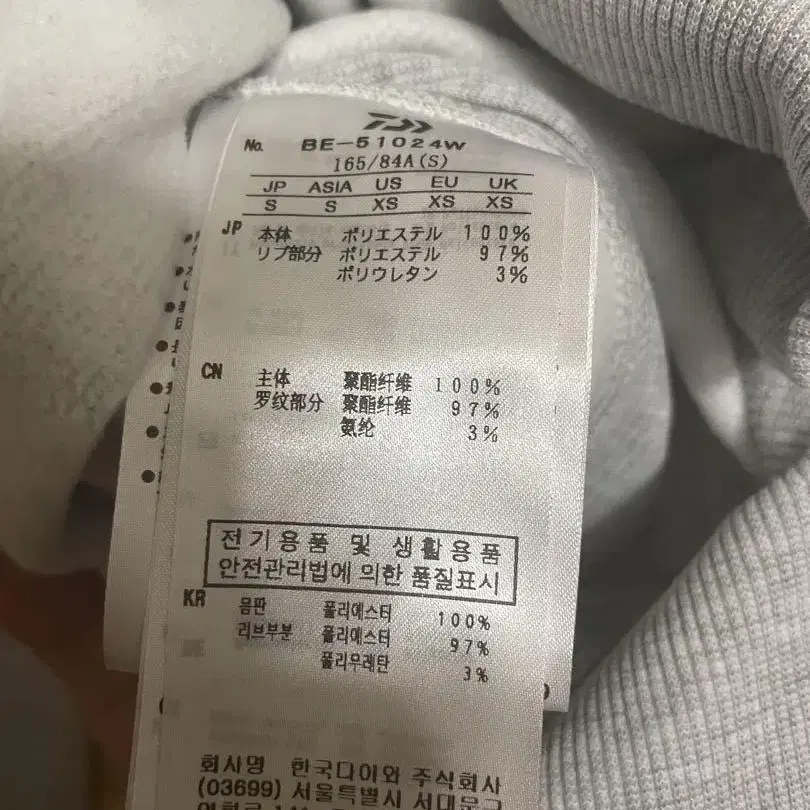 No. BE-51024W
165/84A(S)
JP ASIA US EU UK
S S XS XS XS
JP 本体 ポリエステル 100%
リブ部分 ポリエステル 97%
ポリウレタン 3%
CN 主体 聚酯纤维 100%
罗纹部分 聚酯纤维 97%
氨纶 3%
전기용품 및 생활용품
안전관리법에 의한 품질표시
KR 몸판 폴리에스터 100%
리브부분 폴리에스터 97%
폴리우레탄 3%
회사명 한국다이와 주식회사
(03699) 서울특별시 서대문구